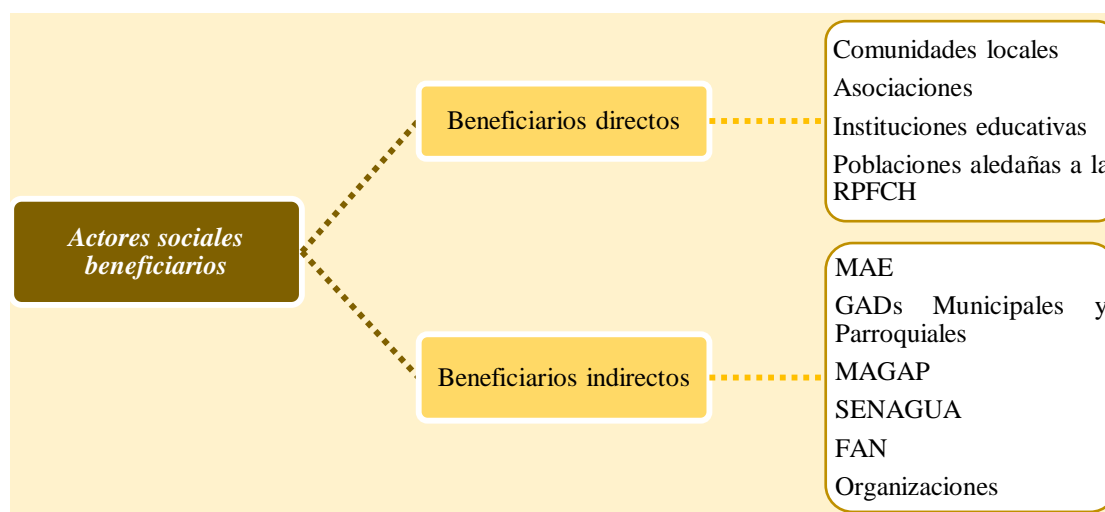 Actores sociales
beneficiarios
Beneficiarios directos
Comunidades locales
Asociaciones
Instituciones educativas
Poblaciones aledañas a la
RPFCH
Beneficiarios indirectos
MAE
GADs Municipales y
Parroquiales
MAGAP
SENAGUA
FAN
Organizaciones